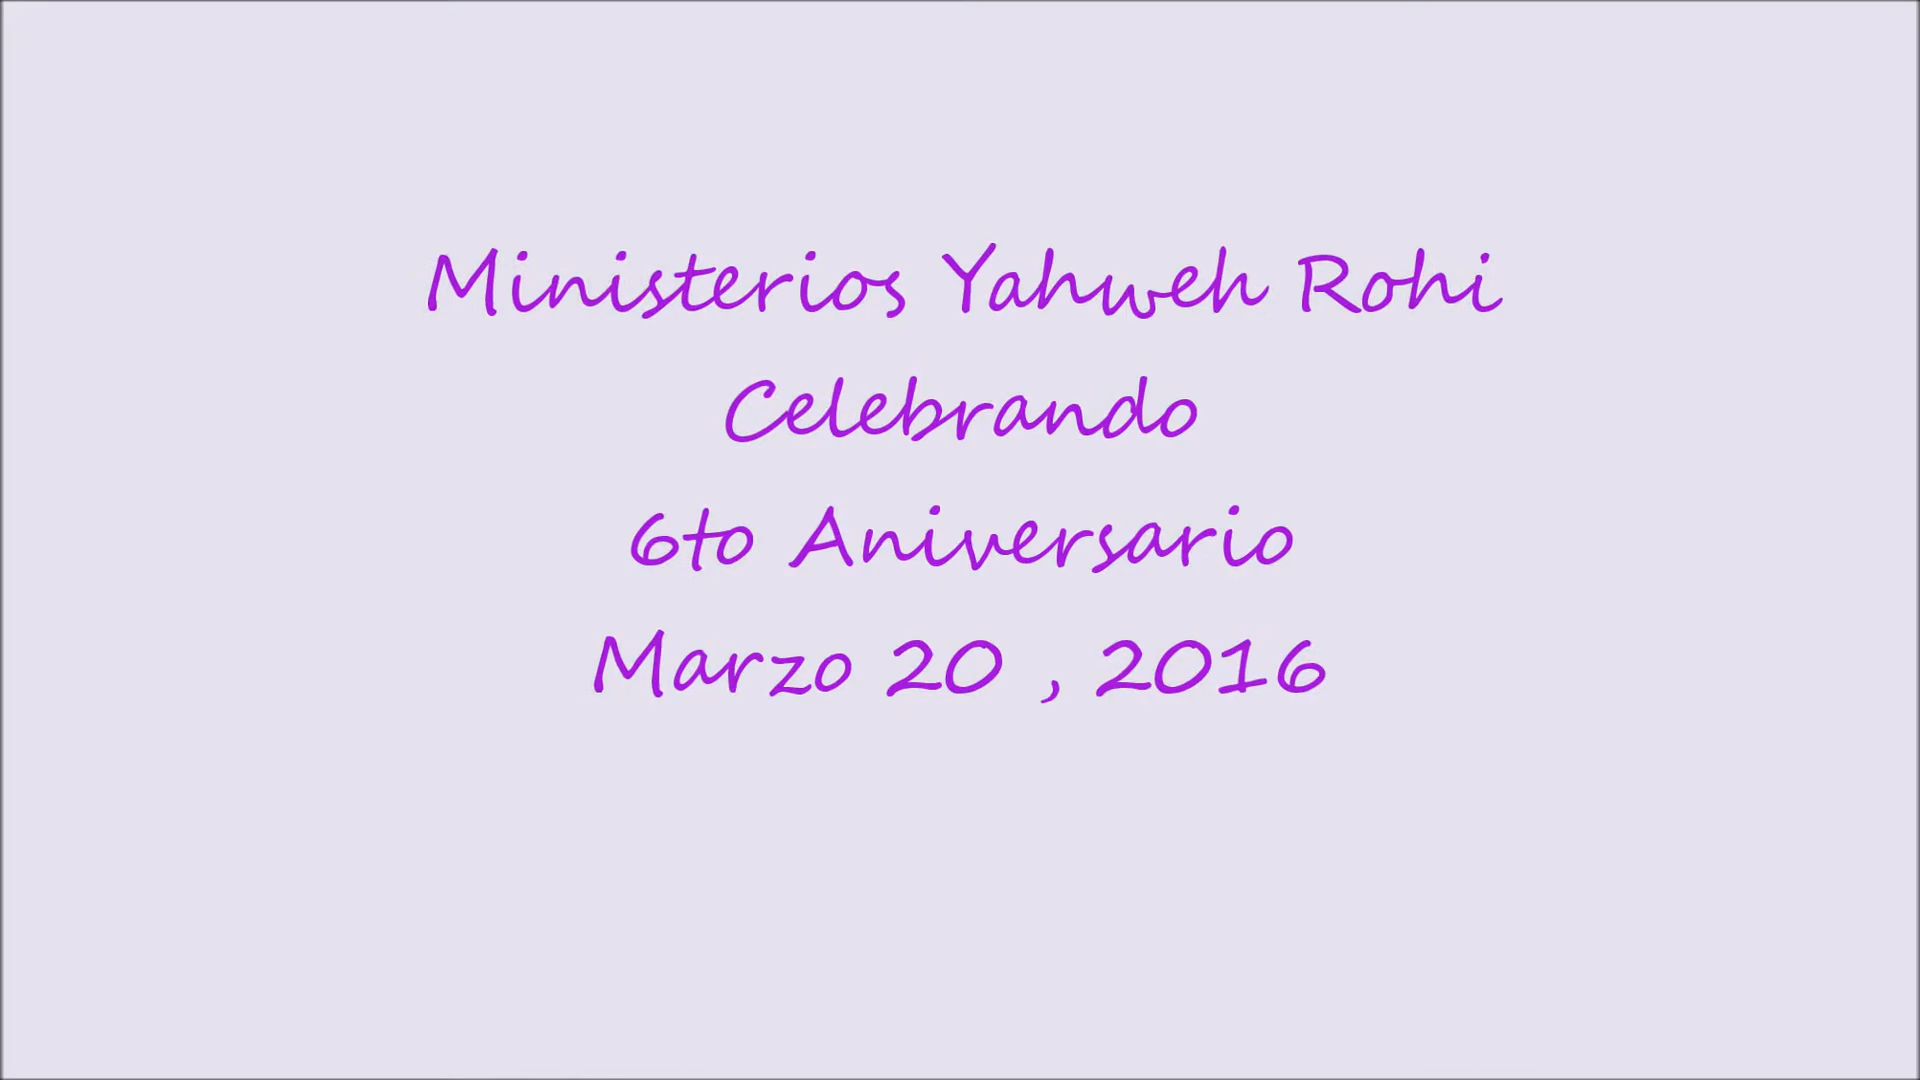 Ministerios Yahweh Rohi
Celebrando
6to Aniversario
Marzo 20 , 2016